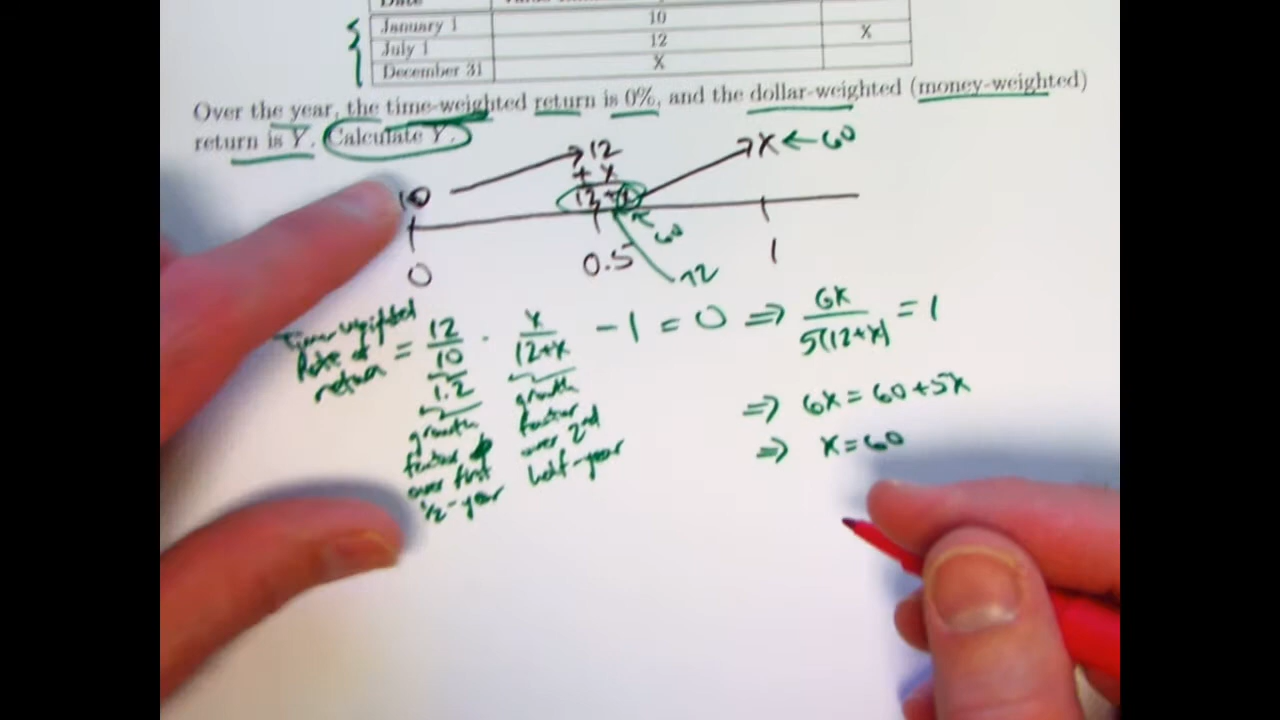 January 1 10
July 1 12 X
December 31 X
Over the year, the time-weighted return is 0%, and the dollar-weighted (money-weighted)
return is Y. Calculate Y.
12 X ← 60
+ X
10 12 +
60
0 0.5 1
72
Time-weighted
Rate of
return = 12/10 · X/12+X - 1 = 0 ⇒ 6X/5(12+X) = 1
1.2 growth
growth factor
factor over 2nd
over first half-year
1/2-year
⇒ 6X = 60 + 5X
⇒ X = 60